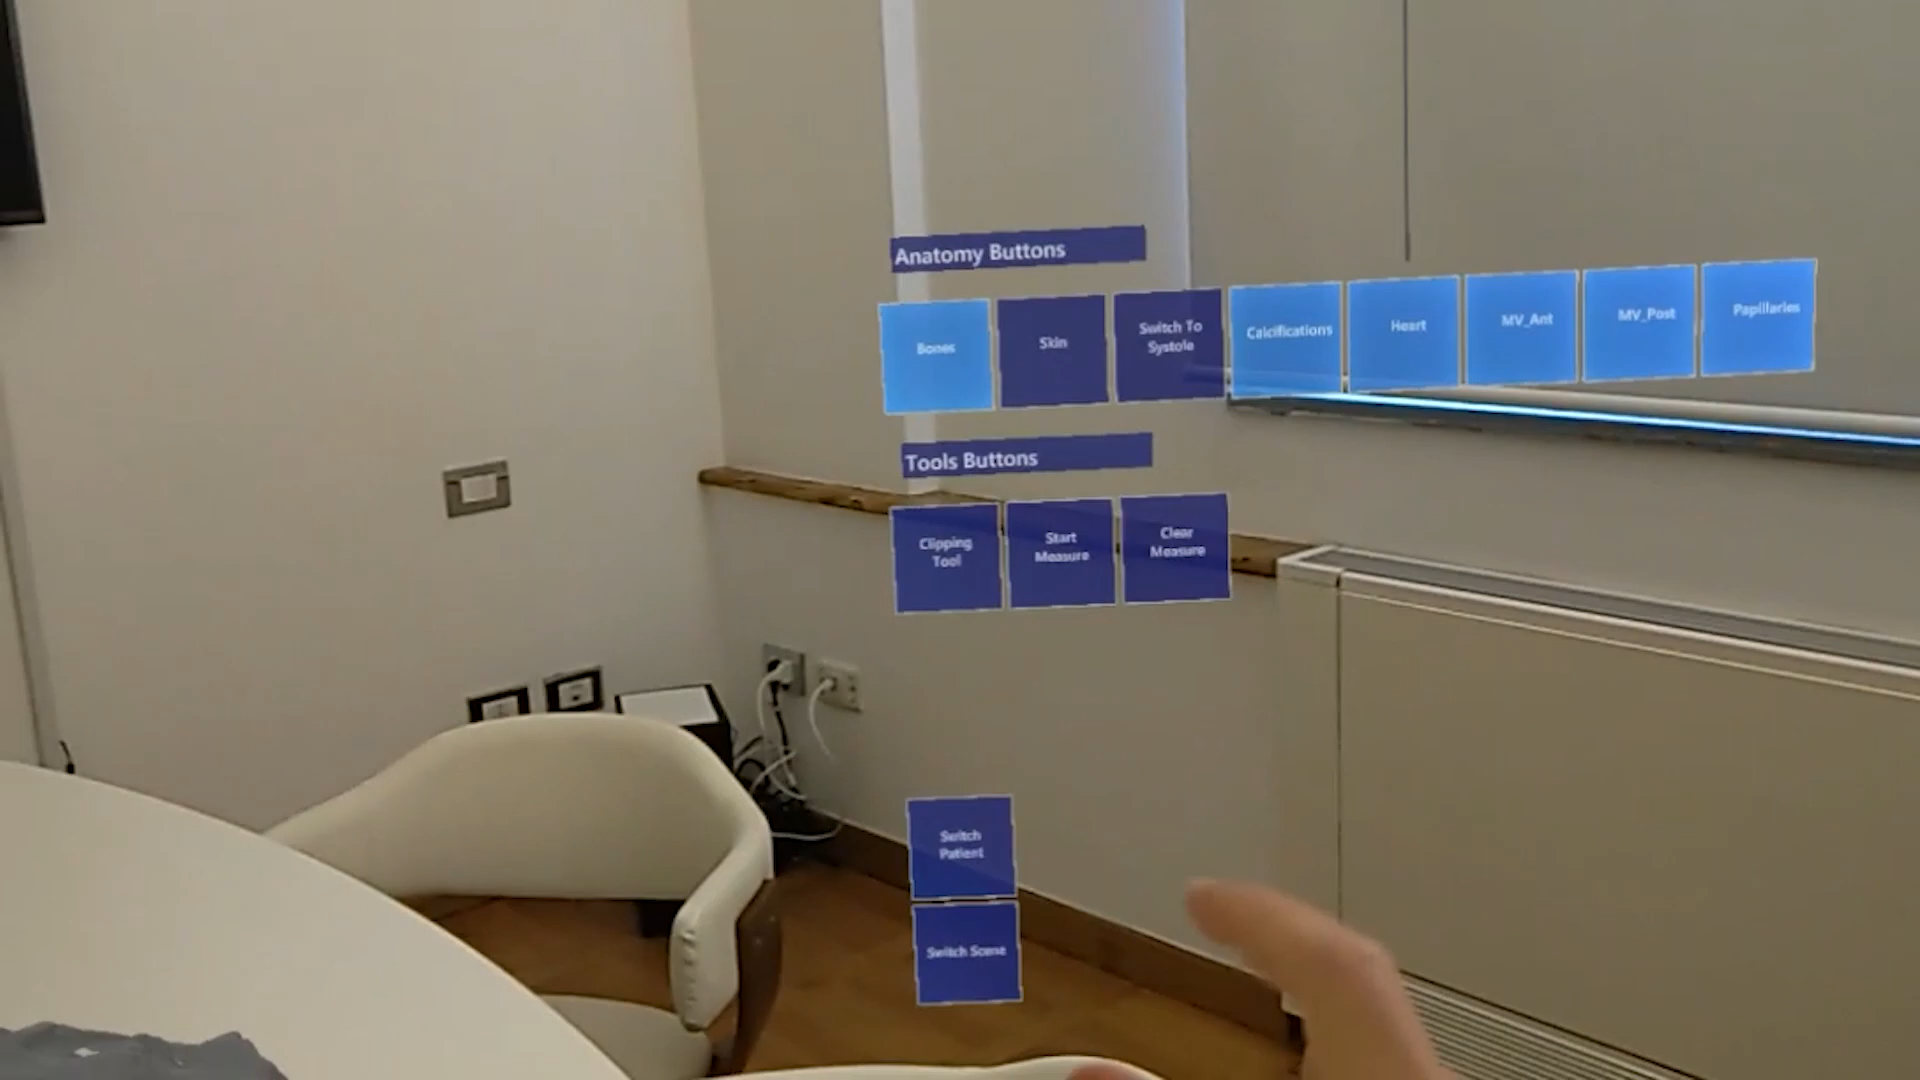 Anatomy Buttons
Bones
Skin
Switch To
Systole
Calcifications
Heart
MV_Ant
MV_Post
Papillaries
Tools Buttons
Clipping
Tool
Start
Measure
Clear
Measure
Switch
Patient
Switch Scene